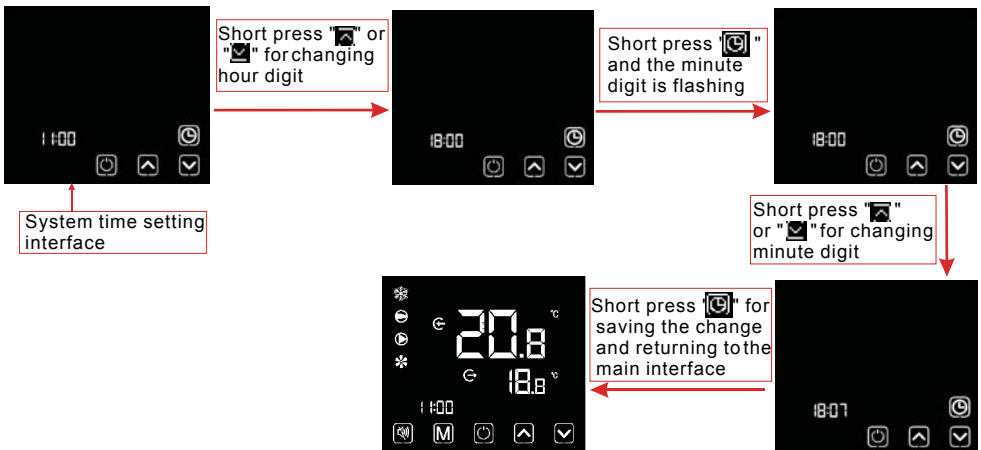 Short press " " or
" " for changing
hour digit
Short press " "
and the minute
digit is flashing
11:00
18:00
18:00
System time setting
interface
Short press " "
or " " for changing
minute digit
20.8 °C
18.8 °C
11:00
M
Short press " " for
saving the change
and returning to the
main interface
18:07